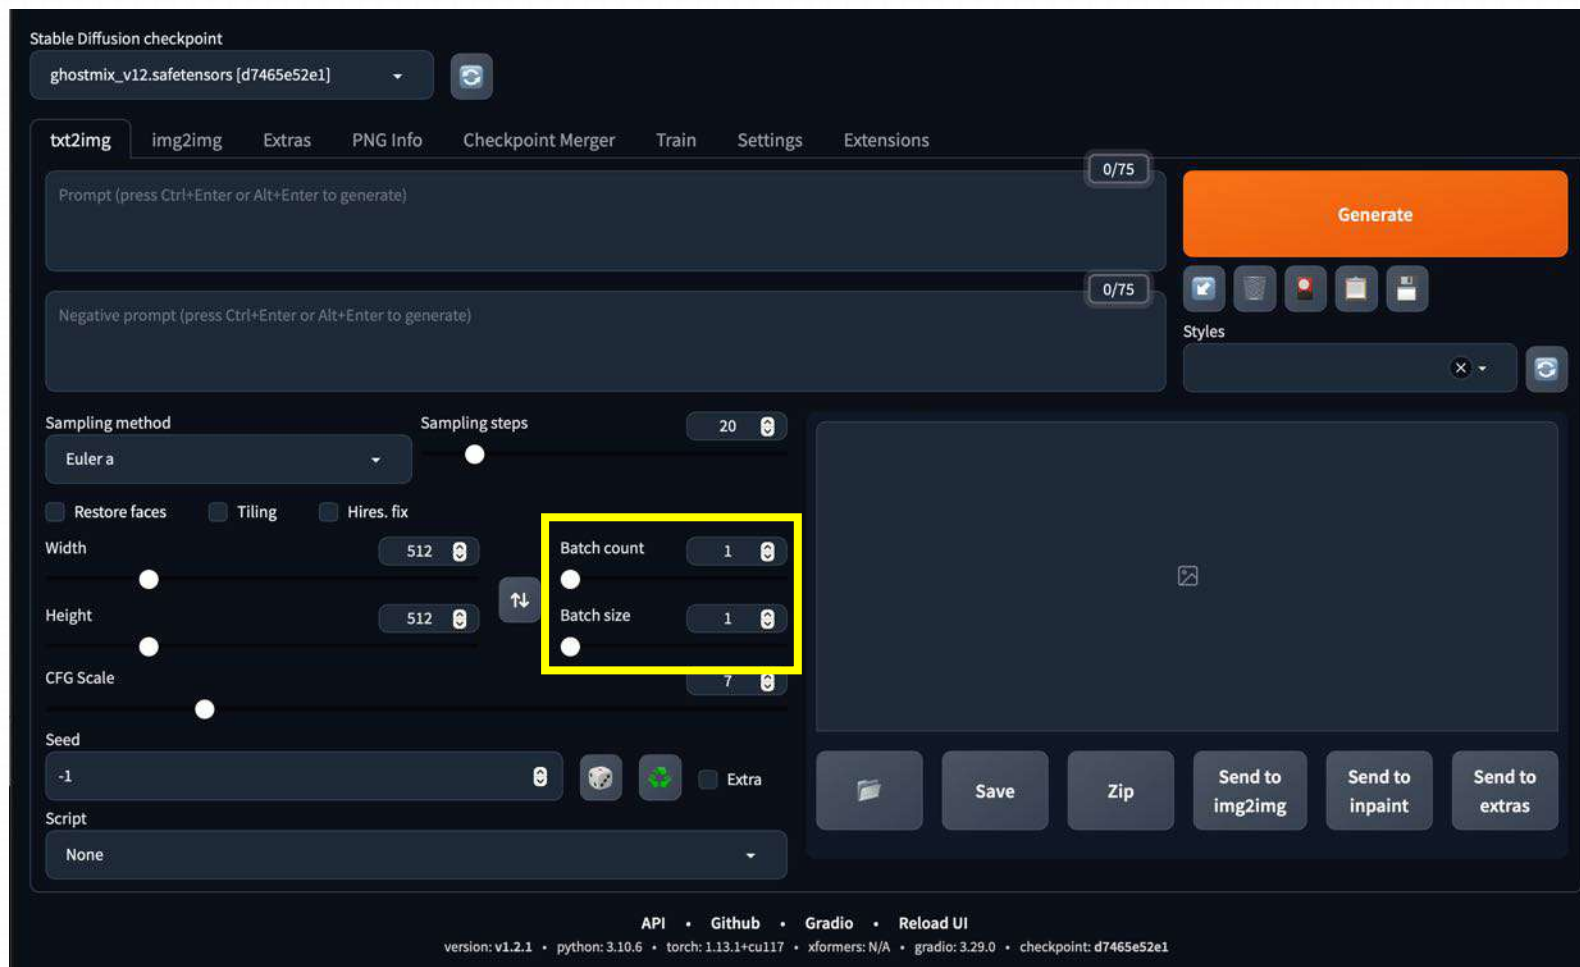 Stable Diffusion checkpoint
ghostmix_v12.safetensors [d7465e52e1]
txt2img img2img Extras PNG Info Checkpoint Merger Train Settings Extensions
0/75
Prompt (press Ctrl+Enter or Alt+Enter to generate)
Generate
0/75
Negative prompt (press Ctrl+Enter or Alt+Enter to generate)
Styles
Sampling method
Euler a
Sampling steps
20
Restore faces Tiling Hires. fix
Width
512
Batch count
1
Height
512
Batch size
1
CFG Scale
7
Seed
-1
Extra
Script
None
Save
Zip
Send to
img2img
Send to
inpaint
Send to
extras
API • Github • Gradio • Reload UI
version: v1.2.1 • python: 3.10.6 • torch: 1.13.1+cu117 • xformers: N/A • gradio: 3.29.0 • checkpoint: d7465e52e1